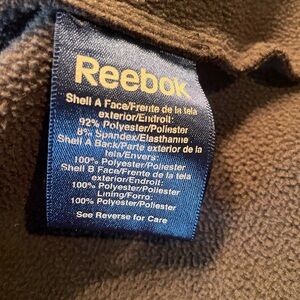 Reebok
Shell A Face/Frente de la tela
exterior/Endroit:
92% Polyester/Poliester
8% Spandex/Elasthanne
Shell A Back/Parte exterior de la
tela/Envers:
100% Polyester/Poliester
Shell B Face/Frente de la tela
exterior/Endroit:
100% Polyester/Poliester
Lining/Forro:
100% Polyester/Poliester
See Reverse for Care